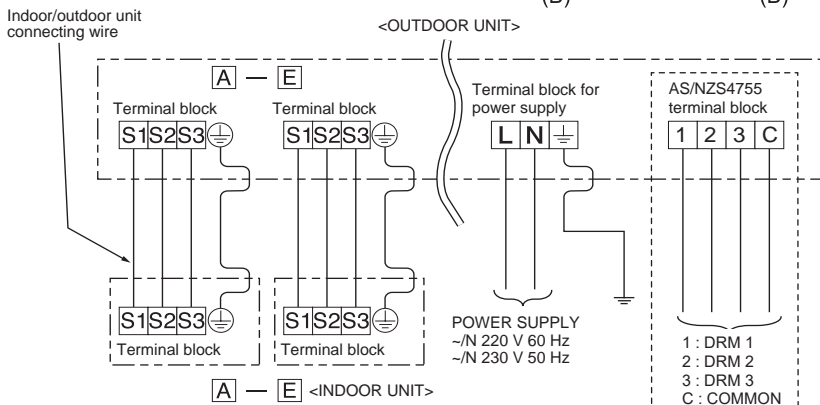 (B) (B)
Indoor/outdoor unit
connecting wire
<OUTDOOR UNIT>
A — E
Terminal block
S1 S2 S3
Terminal block
S1 S2 S3
Terminal block for
power supply
L N
AS/NZS4755
terminal block
1 2 3 C
S1 S2 S3
Terminal block
S1 S2 S3
Terminal block
POWER SUPPLY
~/N 220 V 60 Hz
~/N 230 V 50 Hz
1 : DRM 1
2 : DRM 2
3 : DRM 3
C : COMMON
A — E <INDOOR UNIT>